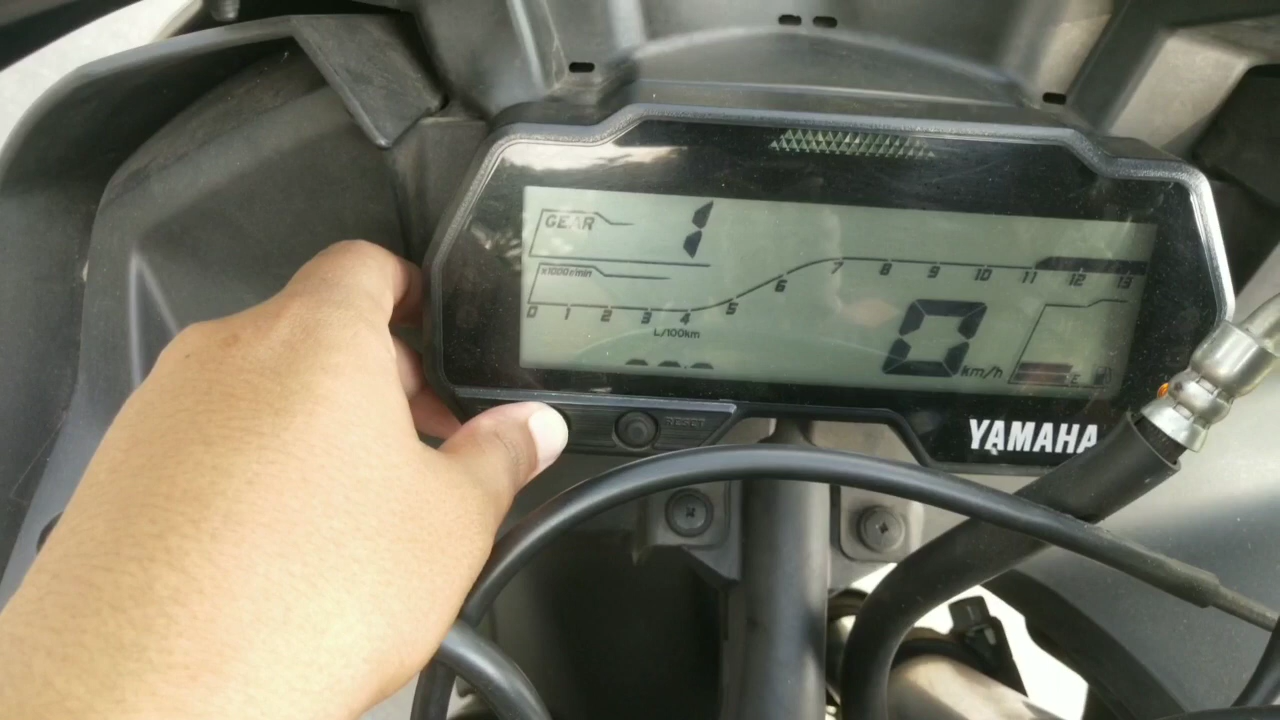 GEAR 1
x1000r/min
0 1 2 3 4 5 6 7 8 9 10 11 12 13
L/100km
0 km/h
E
RESET
YAMAHA